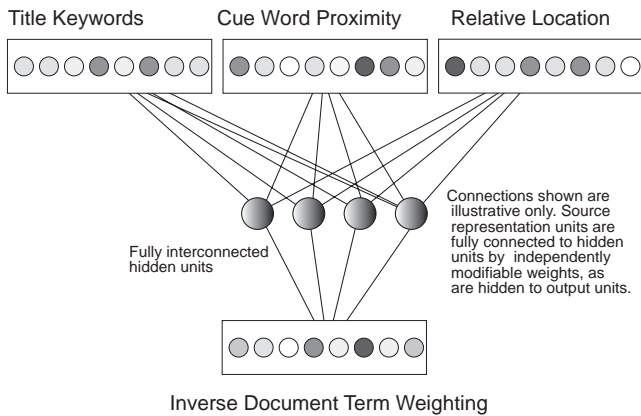 Title Keywords
Cue Word Proximity
Relative Location
Connections shown are
illustrative only. Source
representation units are
fully connected to hidden
units by independently
modifiable weights, as
are hidden to output units.
Fully interconnected
hidden units
Inverse Document Term Weighting